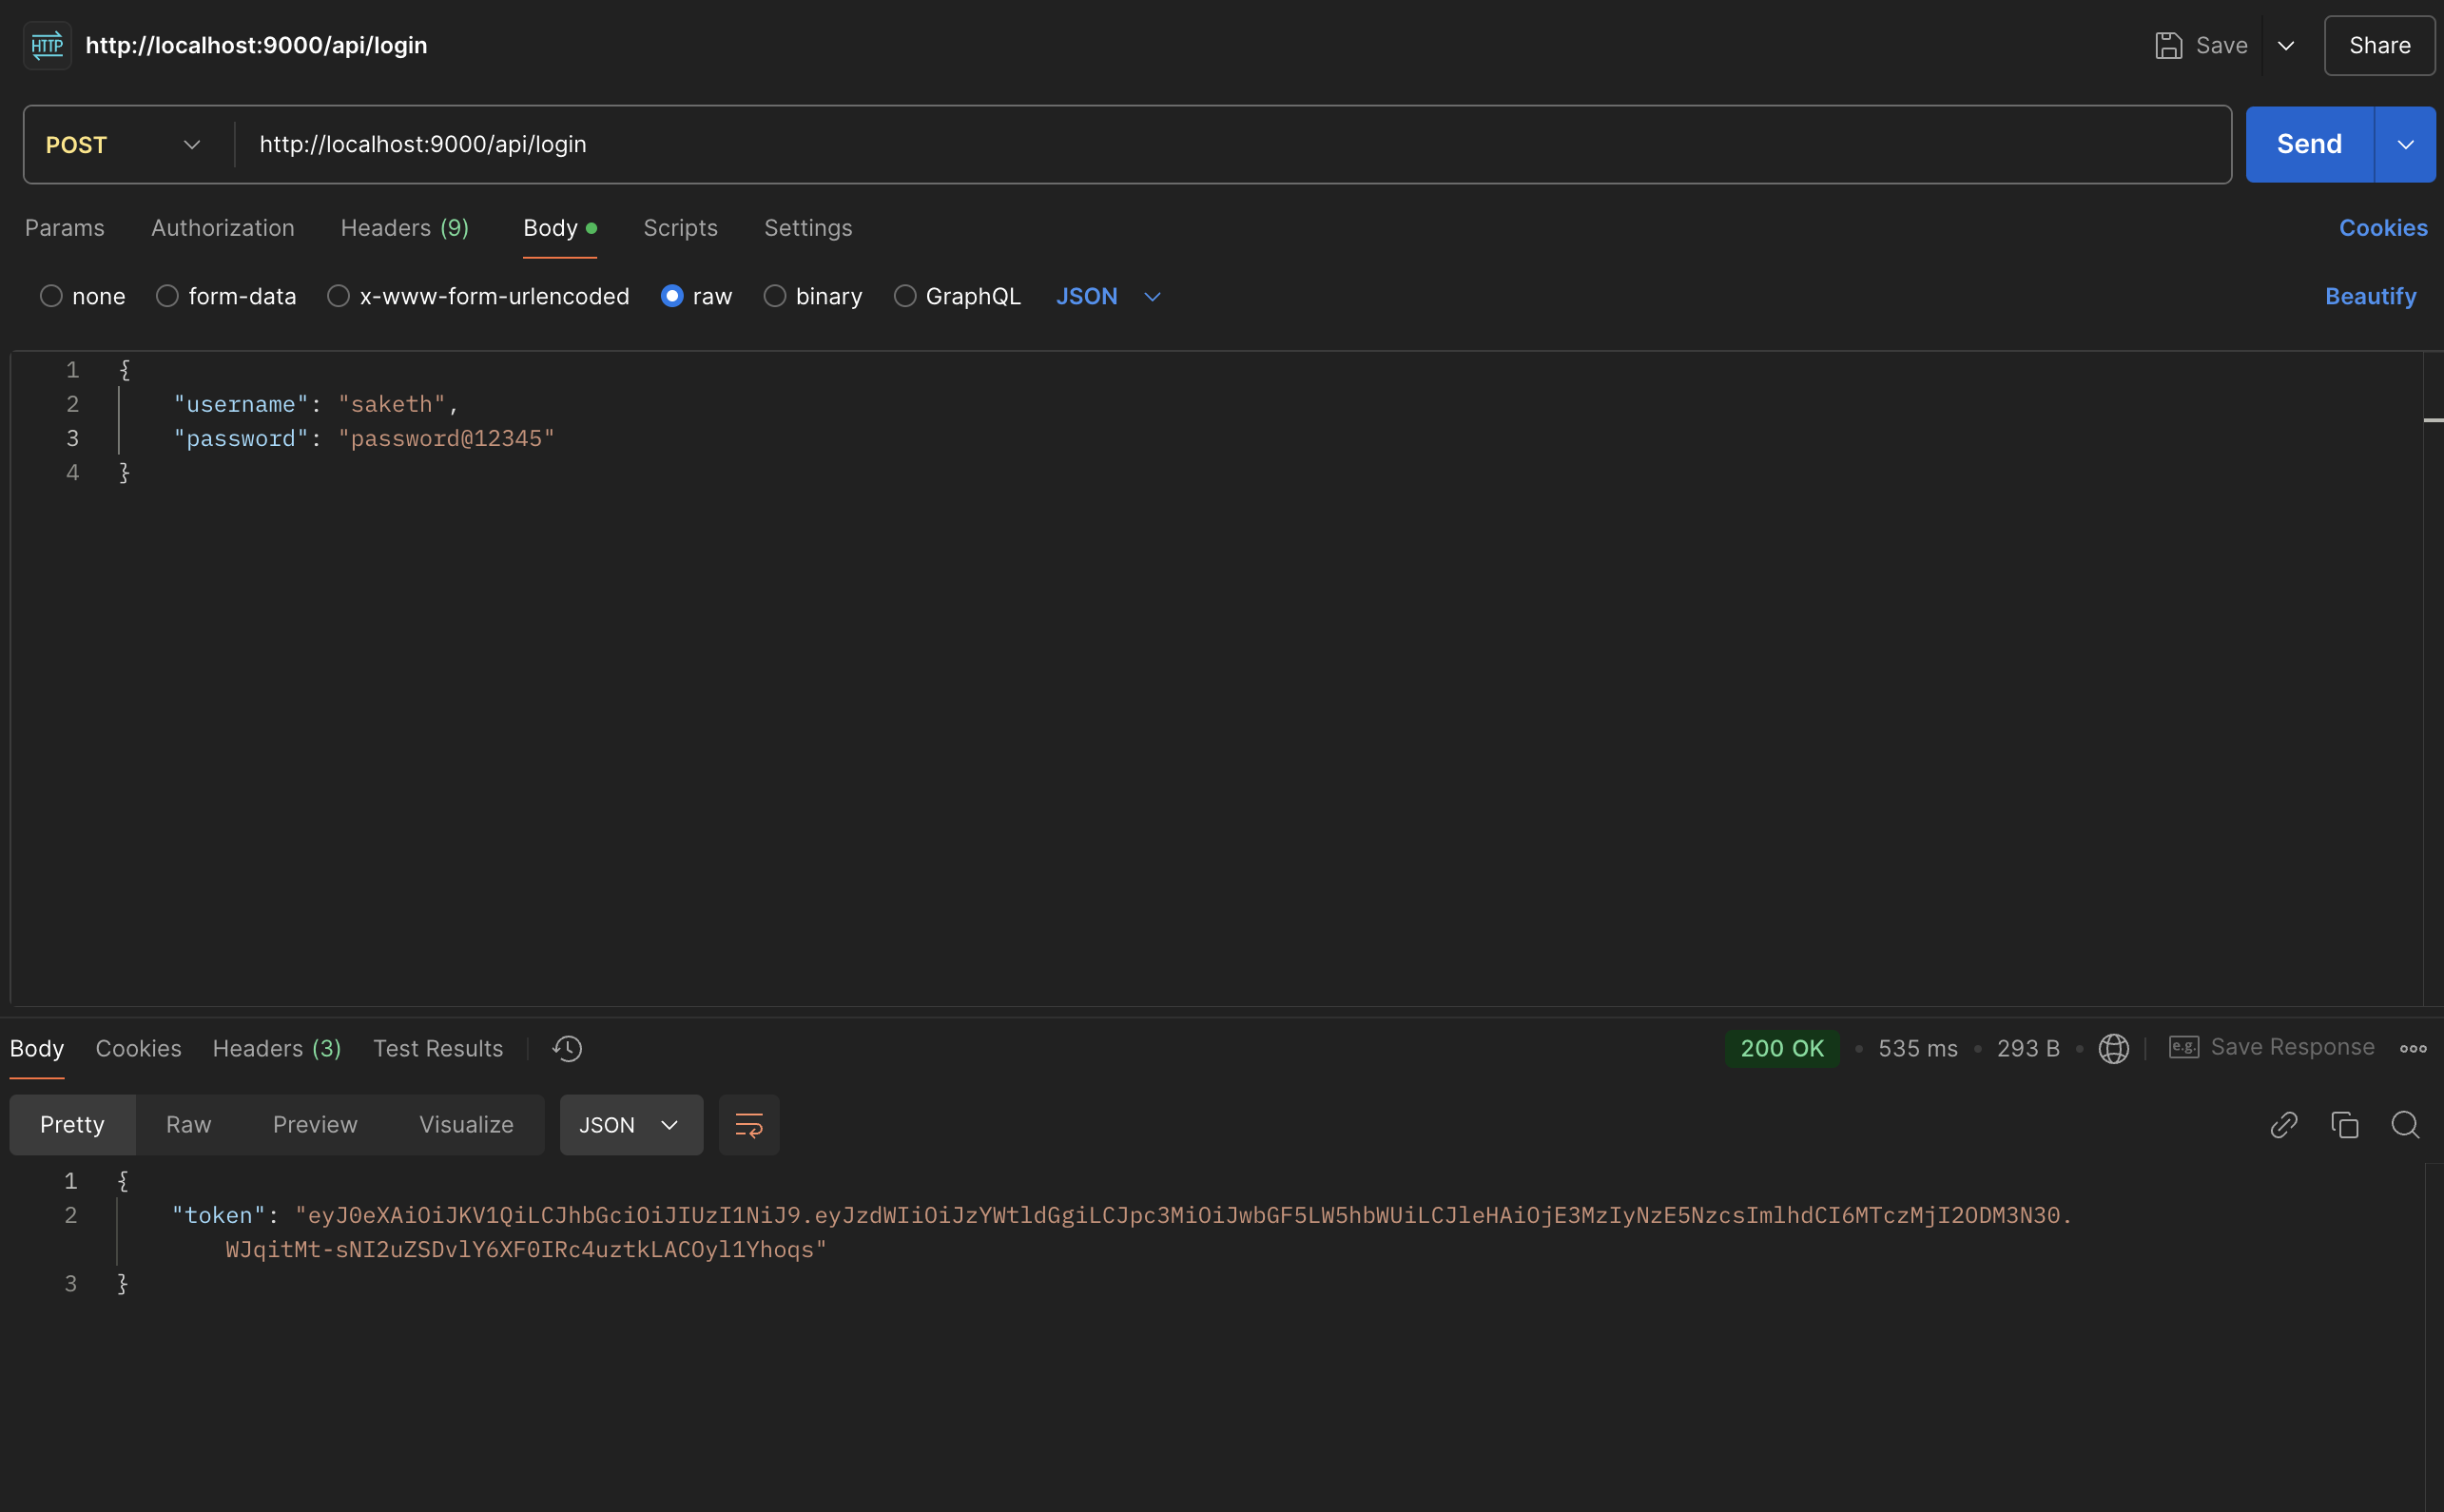 HTTP http://localhost:9000/api/login Save Share
POST http://localhost:9000/api/login Send
Params Authorization Headers (9) Body Scripts Settings Cookies
none form-data x-www-form-urlencoded raw binary GraphQL JSON Beautify
1 {
2 "username": "saketh",
3 "password": "password@12345"
4 }
Body Cookies Headers (3) Test Results 200 OK • 535 ms • 293 B • e.g. Save Response
Pretty Raw Preview Visualize JSON
1 {
2 "token": "eyJ0eXAiOiJKV1QiLCJhbGciOiJIUzI1NiJ9.eyJzdWIiOiJzYWtldGgiLCJpc3MiOiJwbGF5LW5hbWUiLCJleHAiOjE3MzIyNzE5NzcsImlhdCI6MTczMjI2ODM3N30.
WJqitMt-sNI2uZSDvlY6XF0IRc4uztkLACOyl1Yhoqs"
3 }